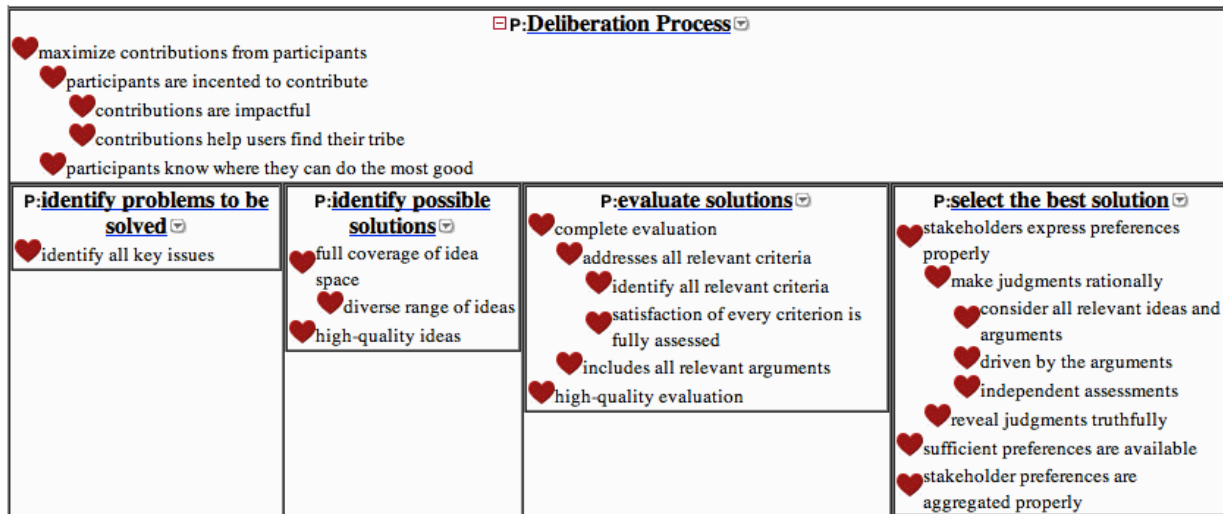 P:Deliberation Process
maximize contributions from participants
participants are incented to contribute
contributions are impactful
contributions help users find their tribe
participants know where they can do the most good
P:identify problems to be
solved
identify all key issues
P:identify possible
solutions
full coverage of idea
space
diverse range of ideas
high-quality ideas
P:evaluate solutions
complete evaluation
addresses all relevant criteria
identify all relevant criteria
satisfaction of every criterion is
fully assessed
includes all relevant arguments
high-quality evaluation
P:select the best solution
stakeholders express preferences
properly
make judgments rationally
consider all relevant ideas and
arguments
driven by the arguments
independent assessments
reveal judgments truthfully
sufficient preferences are available
stakeholder preferences are
aggregated properly